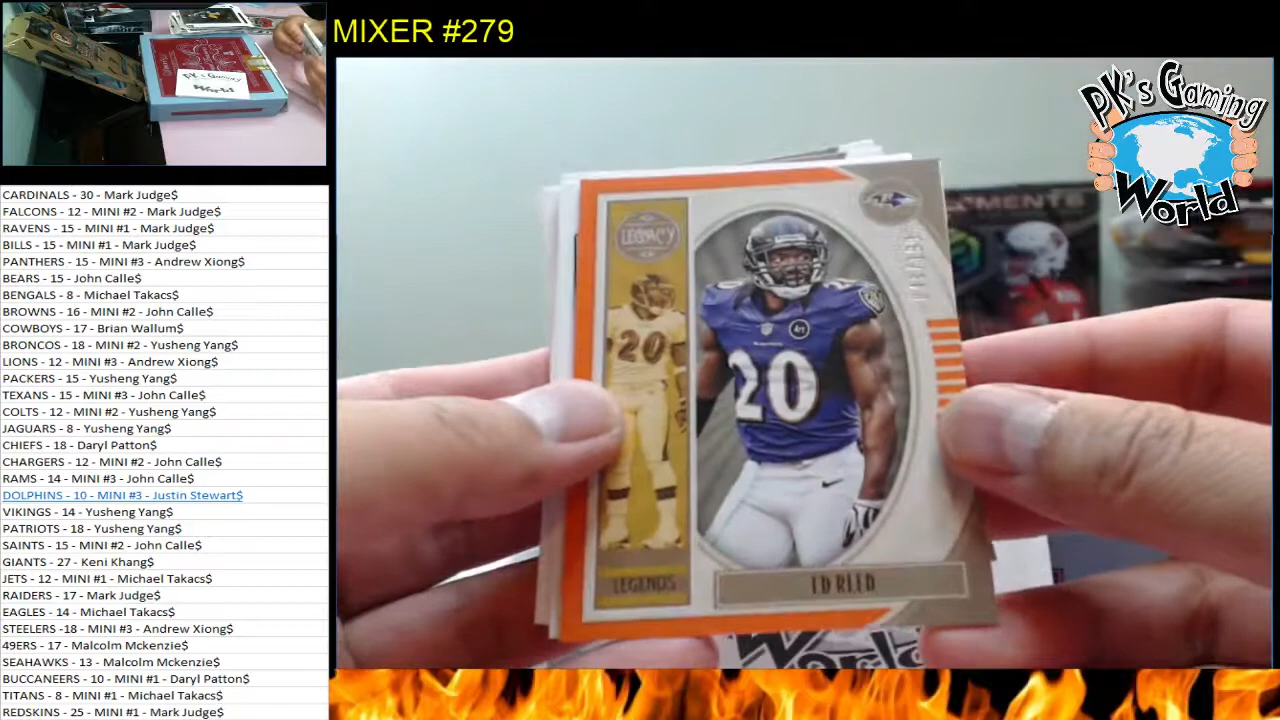 MIXER #279
PK's Gaming
World
PK's Gaming
World
CARDINALS - 30 - Mark Judge$
FALCONS - 12 - MINI #2 - Mark Judge$
RAVENS - 15 - MINI #1 - Mark Judge$
BILLS - 15 - MINI #1 - Mark Judge$
PANTHERS - 15 - MINI #3 - Andrew Xiong$
BEARS - 15 - John Calle$
BENGALS - 8 - Michael Takacs$
BROWNS - 16 - MINI #2 - John Calle$
COWBOYS - 17 - Brian Wallum$
BRONCOS - 18 - MINI #2 - Yusheng Yang$
LIONS - 12 - MINI #3 - Andrew Xiong$
PACKERS - 15 - Yusheng Yang$
TEXANS - 15 - MINI #3 - John Calle$
COLTS - 12 - MINI #2 - Yusheng Yang$
JAGUARS - 8 - Yusheng Yang$
CHIEFS - 18 - Daryl Patton$
CHARGERS - 12 - MINI #2 - John Calle$
RAMS - 14 - MINI #3 - John Calle$
DOLPHINS - 10 - MINI #3 - Justin Stewart$
VIKINGS - 14 - Yusheng Yang$
PATRIOTS - 18 - Yusheng Yang$
SAINTS - 15 - MINI #2 - John Calle$
GIANTS - 27 - Keni Khang$
JETS - 12 - MINI #1 - Michael Takacs$
RAIDERS - 17 - Mark Judge$
EAGLES - 14 - Michael Takacs$
STEELERS -18 - MINI #3 - Andrew Xiong$
49ERS - 17 - Malcolm Mckenzie$
SEAHAWKS - 13 - Malcolm Mckenzie$
BUCCANEERS - 10 - MINI #1 - Daryl Patton$
TITANS - 8 - MINI #1 - Michael Takacs$
REDSKINS - 25 - MINI #1 - Mark Judge$
LEGACY
20
20
20
LEGENDS
ED REED
World